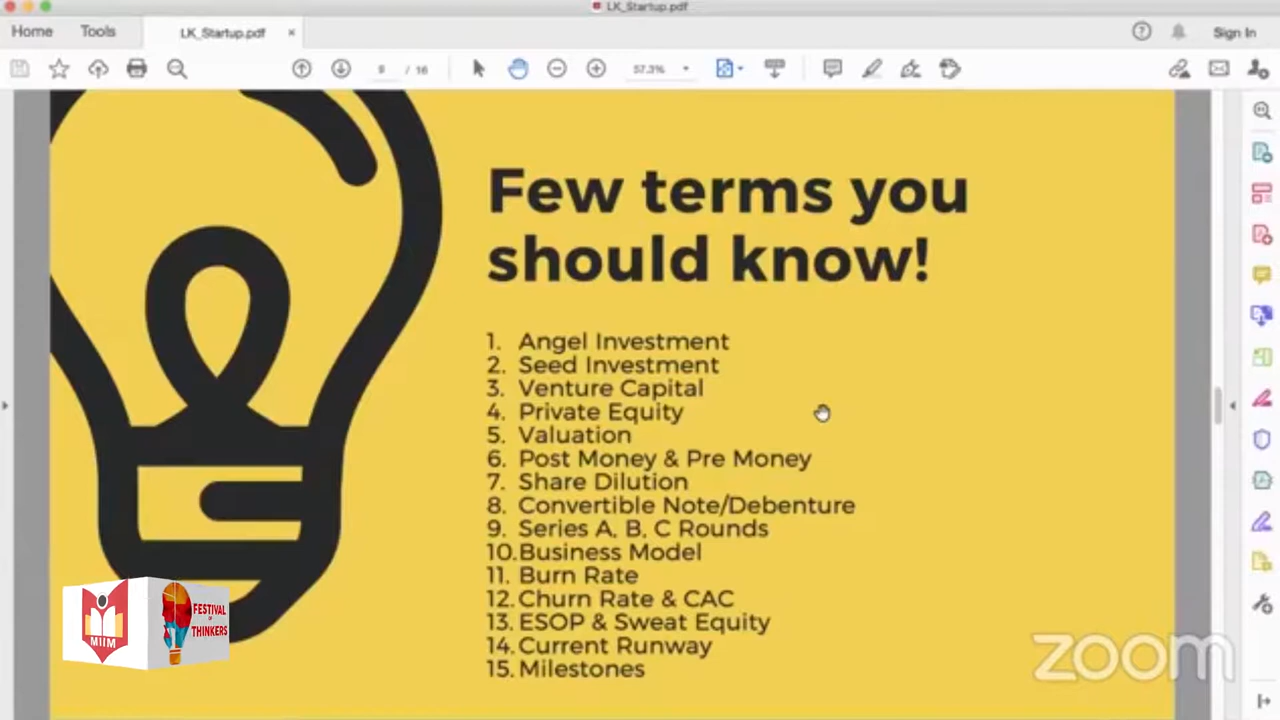 LK_Startup.pdf
Home
Tools
LK_Startup.pdf
×
Sign In
/ 16
57.3%
Few terms you
should know!
1. Angel Investment
2. Seed Investment
3. Venture Capital
4. Private Equity
5. Valuation
6. Post Money & Pre Money
7. Share Dilution
8. Convertible Note/Debenture
9. Series A, B, C Rounds
10. Business Model
11. Burn Rate
12. Churn Rate & CAC
13. ESOP & Sweat Equity
14. Current Runway
15. Milestones
MIIM
FESTIVAL
OF
THINKERS
zoom